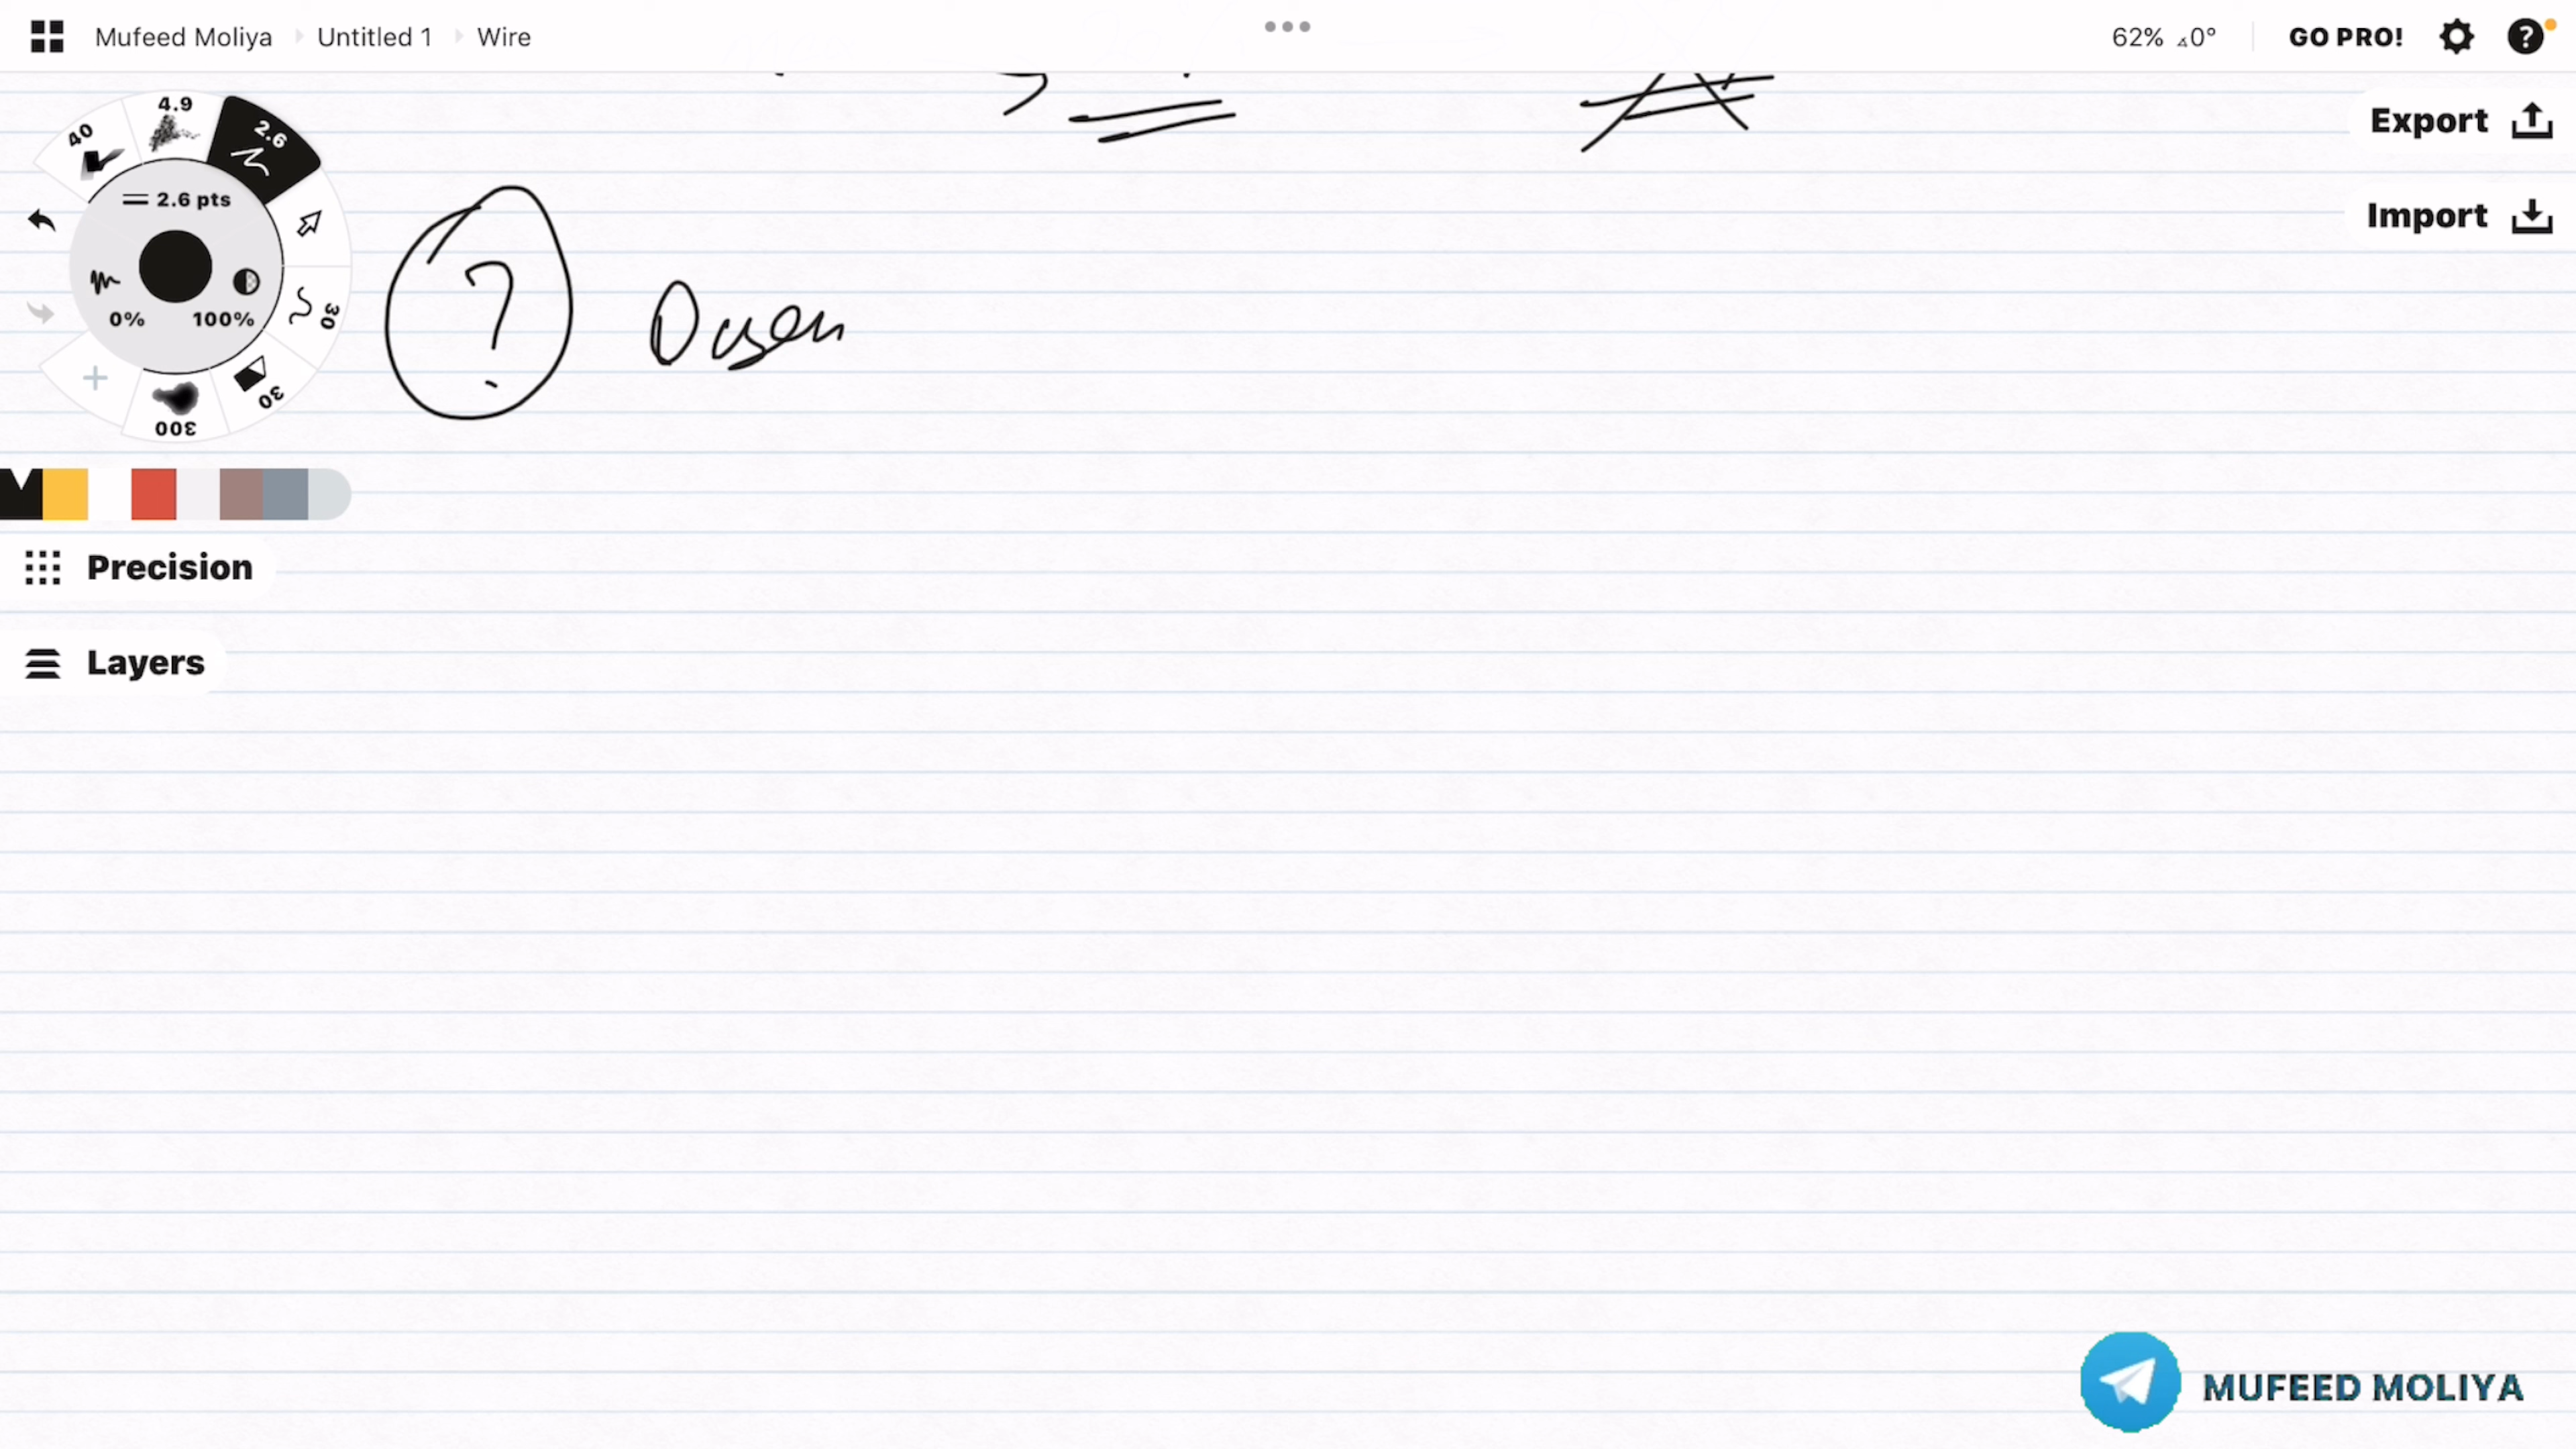 Mufeed Moliya Untitled 1 Wire 62% 0° GO PRO! ?
Export
Import
40 4.9 2.6
2.6 pts
0% 100%
30
30
300
?
Precision
Layers
MUFEED MOLIYA